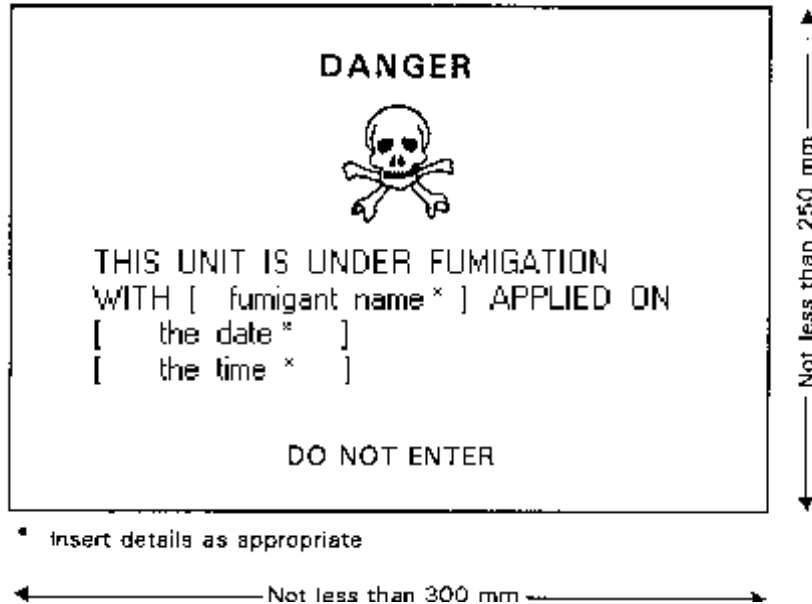 DANGER
THIS UNIT IS UNDER FUMIGATION
WITH [ fumigant name* ] APPLIED ON
[ the date* ]
[ the time* ]
DO NOT ENTER
Not less than 250 mm
* Insert details as appropriate
Not less than 300 mm